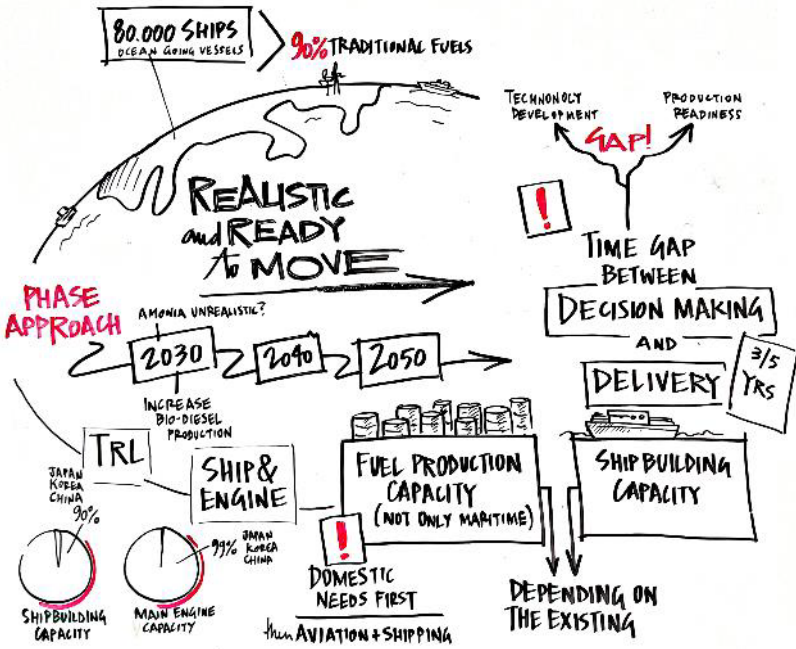 80.000 SHIPS
OCEAN GOING VESSELS
90% TRADITIONAL FUELS
REALISTIC
and READY
to MOVE
TECHNONOLY
DEVELOPMENT
PRODUCTION
READINESS
GAP!
!
TIME GAP
BETWEEN
DECISION MAKING
AND
DELIVERY
3/5
YRS
PHASE
APPROACH
AMONIA UNREALISTIC?
2030
2040
2050
INCREASE
BIO-DIESEL
PRODUCTION
TRL
SHIP &
ENGINE
FUEL PRODUCTION
CAPACITY
(NOT ONLY MARITIME)
SHIPBUILDING
CAPACITY
JAPAN
KOREA
CHINA
90%
SHIPBUILDING
CAPACITY
99%
JAPAN
KOREA
CHINA
MAIN ENGINE
CAPACITY
!
DOMESTIC
NEEDS FIRST
then AVIATION + SHIPPING
DEPENDING ON
THE EXISTING